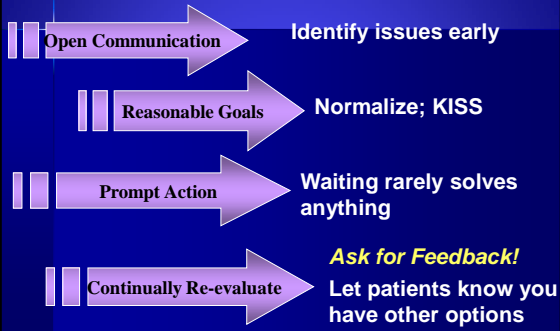 Open Communication
Identify issues early
Reasonable Goals
Normalize; KISS
Prompt Action
Waiting rarely solves
anything
Continually Re-evaluate
Ask for Feedback!
Let patients know you
have other options